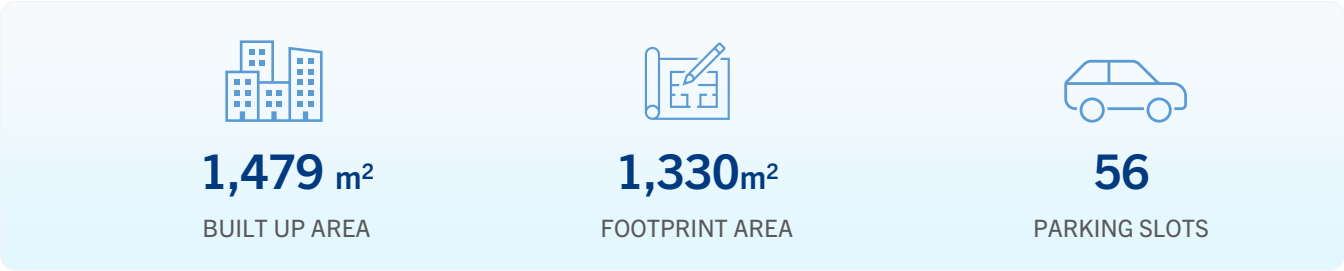 1,479 m² 1,330m² 56
BUILT UP AREA FOOTPRINT AREA PARKING SLOTS